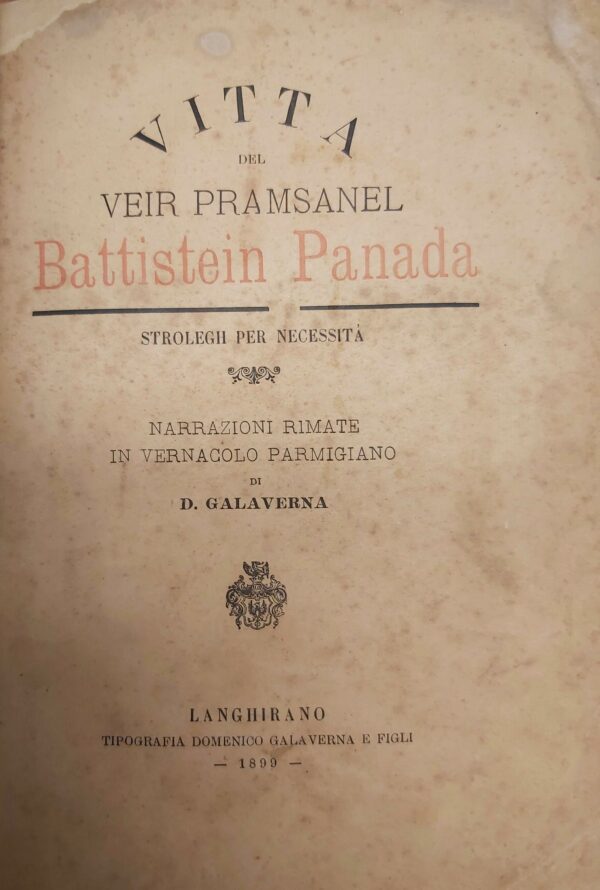 VITTA
DEL
VEIR PRAMSANEL
Battistein Panada
STROLEGH PER NECESSITÀ
NARRAZIONI RIMATE
IN VERNACOLO PARMIGIANO
DI
D. GALAVERNA
LANGHIRANO
TIPOGRAFIA DOMENICO GALAVERNA E FIGLI
— 1899 —